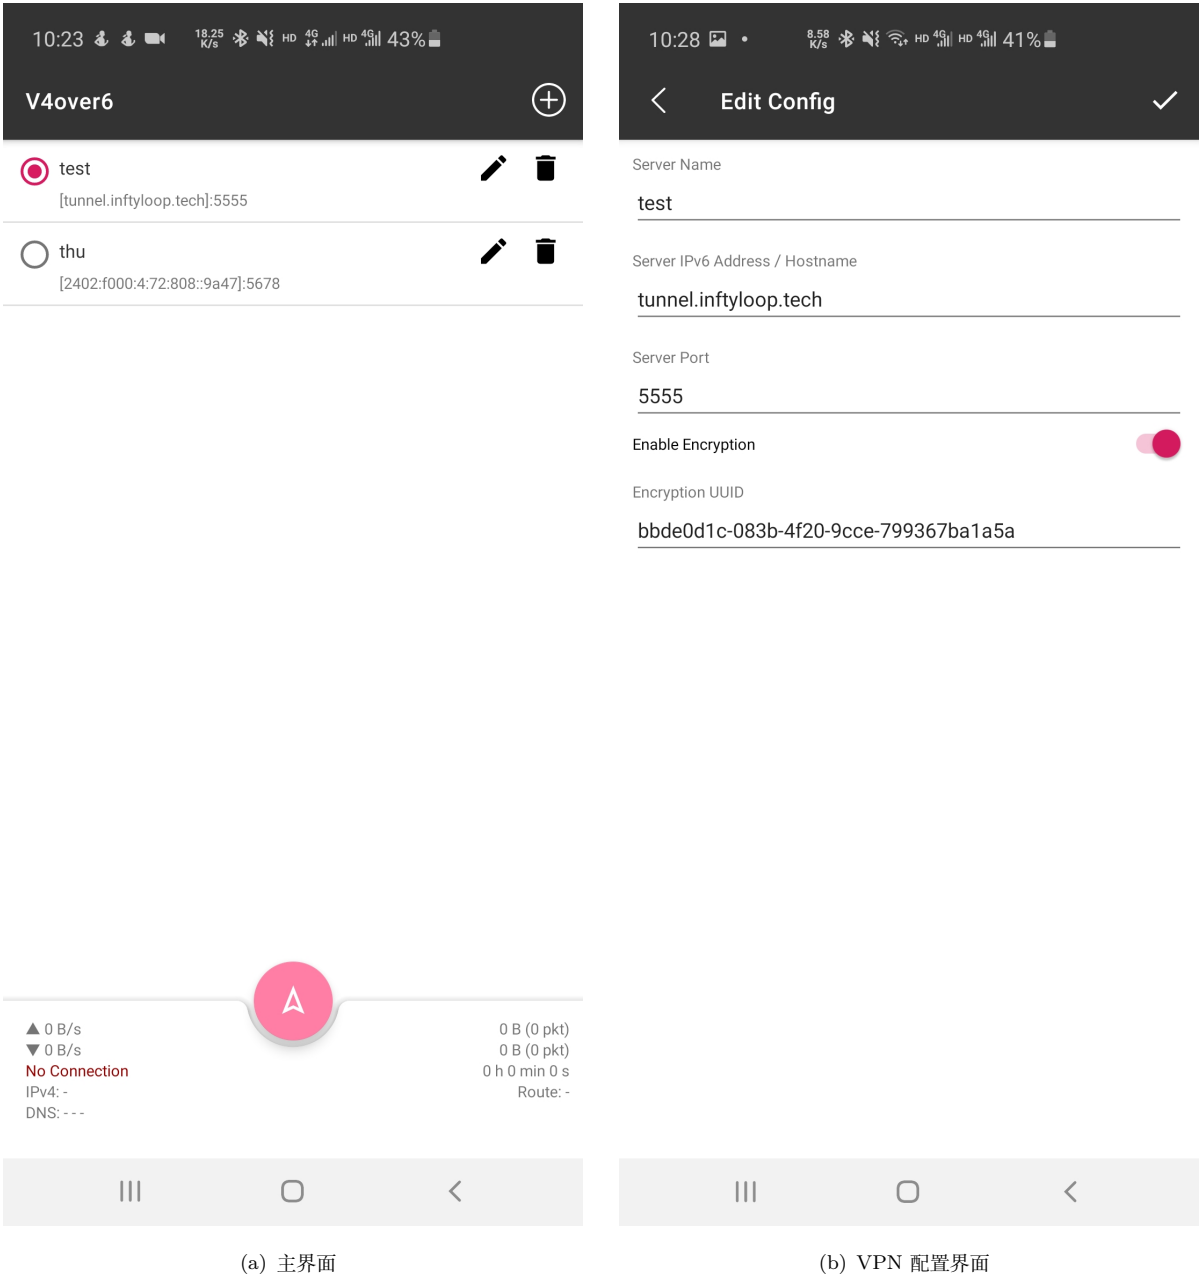 10:23 18.25 K/s HD 4G HD 4G 43%
V4over6
test
[tunnel.inftyloop.tech]:5555
thu
[2402:f000:4:72:808::9a47]:5678
▲ 0 B/s 0 B (0 pkt)
▼ 0 B/s 0 B (0 pkt)
No Connection 0 h 0 min 0 s
IPv4: - Route: -
DNS: - - -
(a) 主界面
10:28 8.58 K/s HD 4G HD 4G 41%
Edit Config
Server Name
test
Server IPv6 Address / Hostname
tunnel.inftyloop.tech
Server Port
5555
Enable Encryption
Encryption UUID
bbde0d1c-083b-4f20-9cce-799367ba1a5a
(b) VPN 配置界面